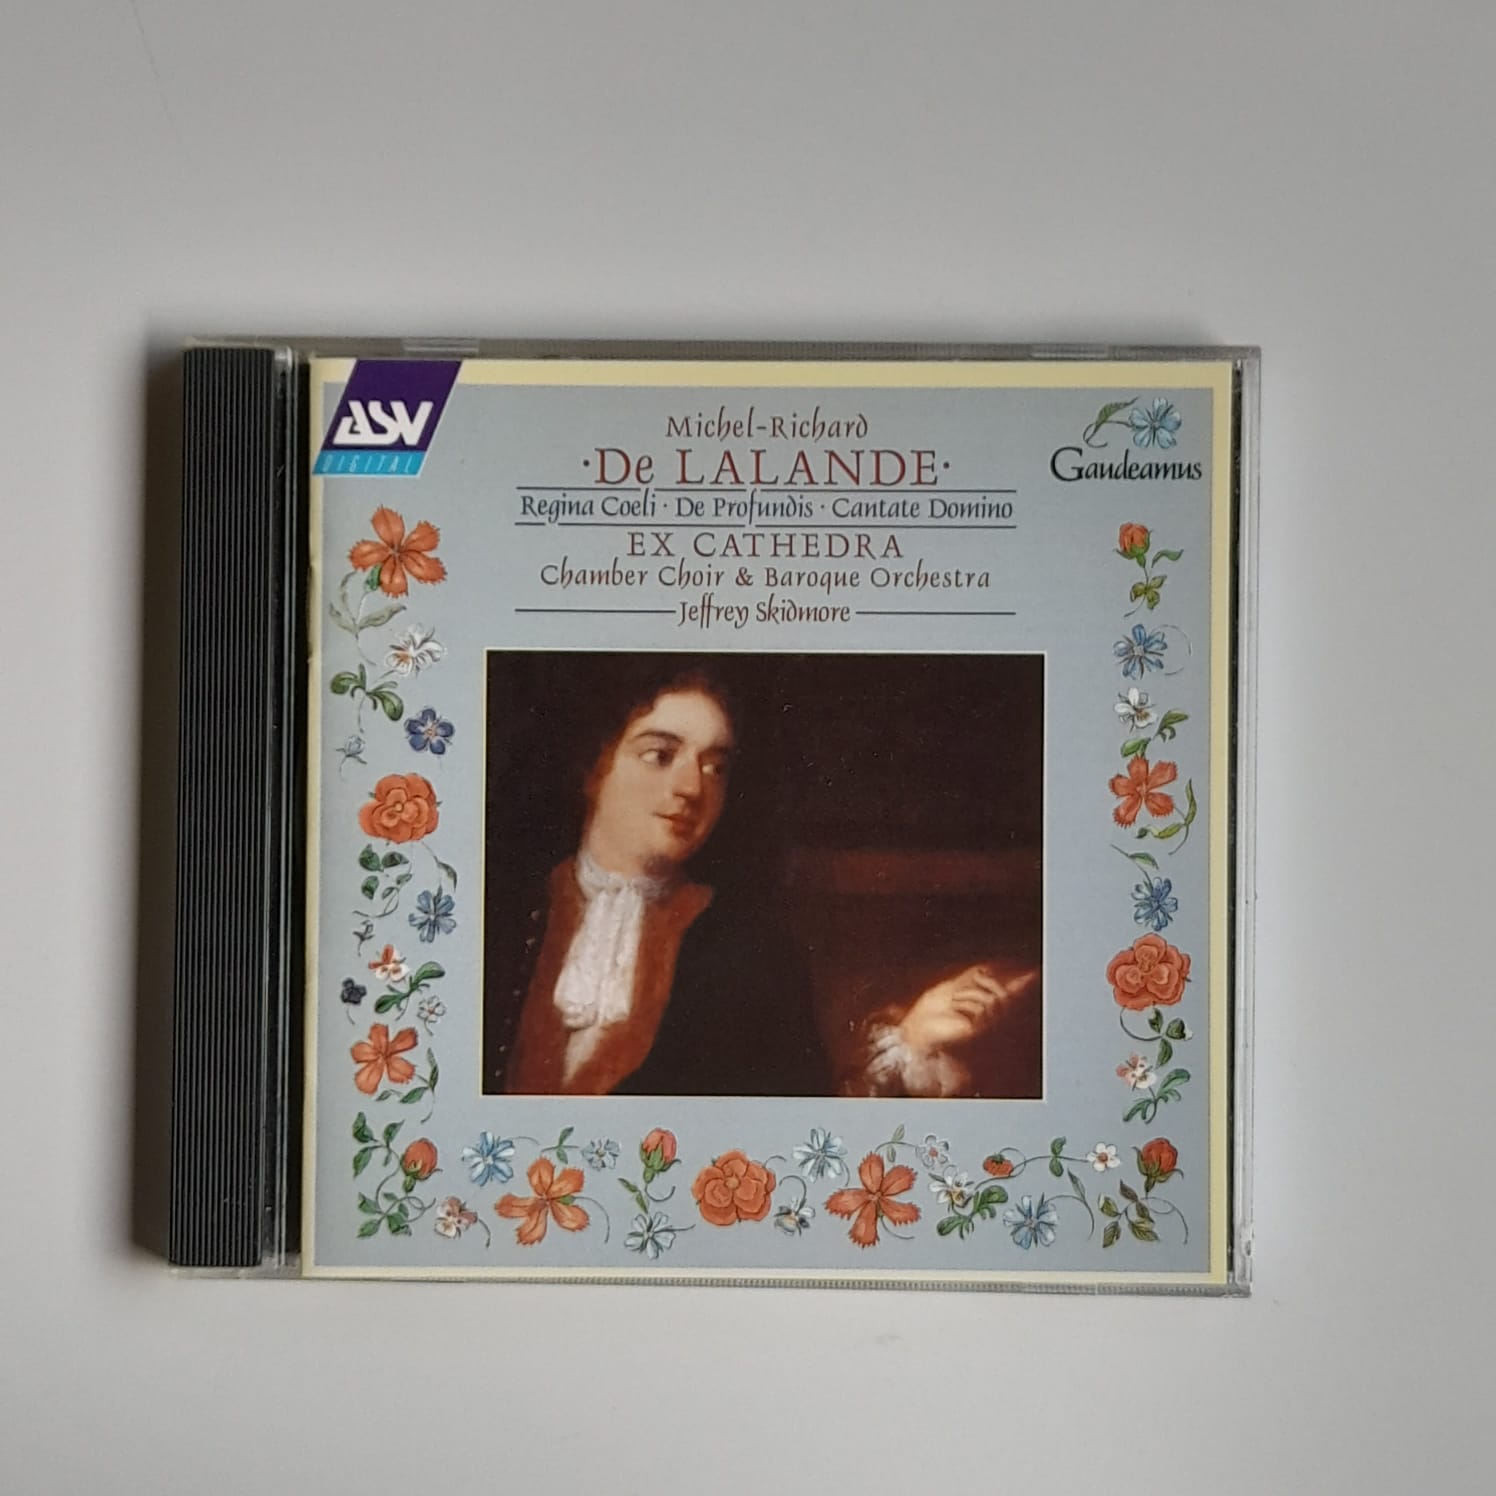 ASV
DIGITAL
Michel-Richard
·De LALANDE·
Gaudeamus
Regina Coeli · De Profundis · Cantate Domino
EX CATHEDRA
Chamber Choir & Baroque Orchestra
Jeffrey Skidmore